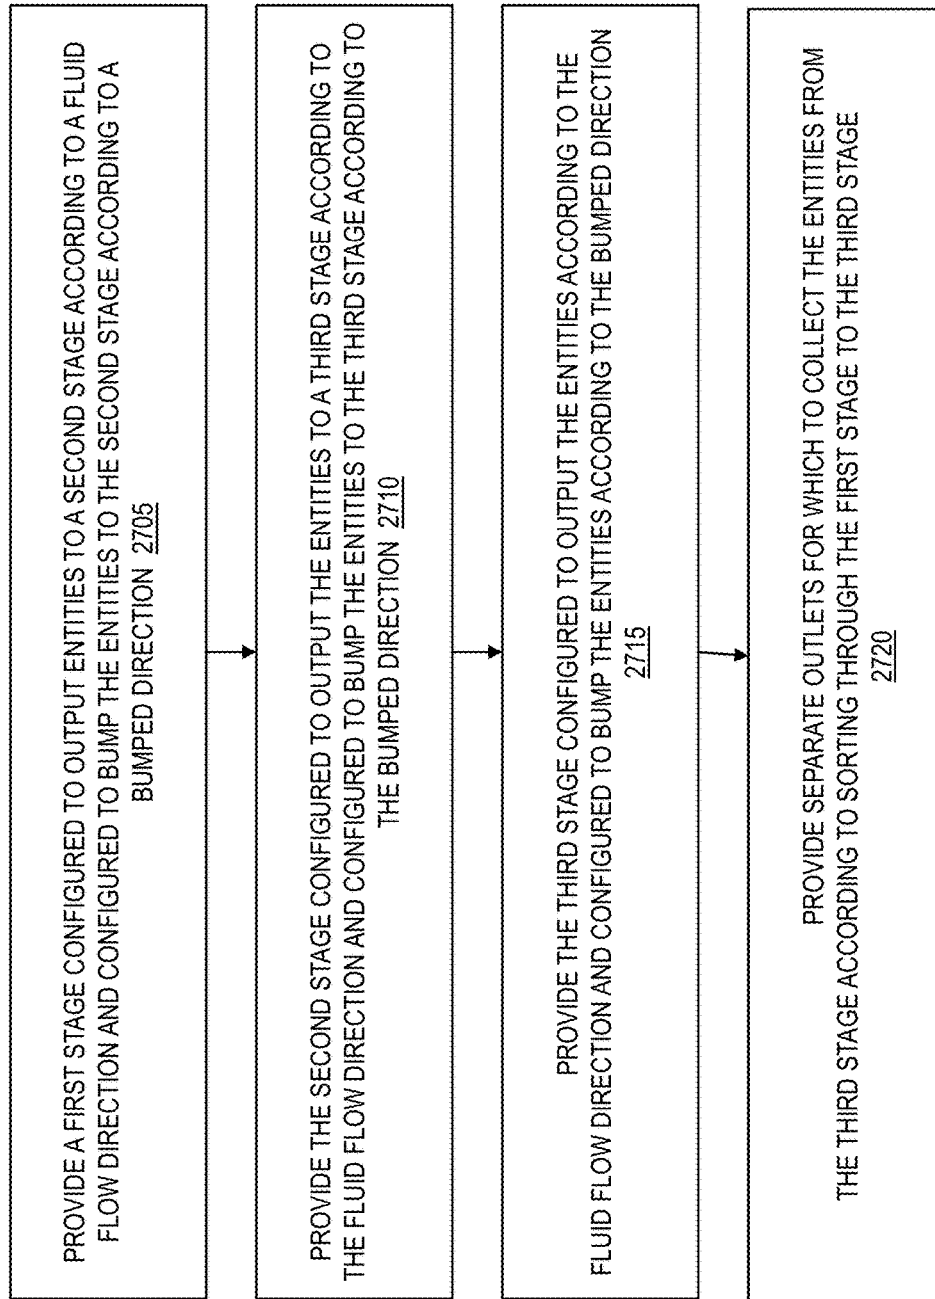 PROVIDE A FIRST STAGE CONFIGURED TO OUTPUT ENTITIES TO A SECOND STAGE ACCORDING TO A FLUID
FLOW DIRECTION AND CONFIGURED TO BUMP THE ENTITIES TO THE SECOND STAGE ACCORDING TO A
BUMPED DIRECTION 2705
PROVIDE THE SECOND STAGE CONFIGURED TO OUTPUT THE ENTITIES TO A THIRD STAGE ACCORDING TO
THE FLUID FLOW DIRECTION AND CONFIGURED TO BUMP THE ENTITIES TO THE THIRD STAGE ACCORDING TO
THE BUMPED DIRECTION 2710
PROVIDE THE THIRD STAGE CONFIGURED TO OUTPUT THE ENTITIES ACCORDING TO THE
FLUID FLOW DIRECTION AND CONFIGURED TO BUMP THE ENTITIES ACCORDING TO THE BUMPED DIRECTION
2715
PROVIDE SEPARATE OUTLETS FOR WHICH TO COLLECT THE ENTITIES FROM
THE THIRD STAGE ACCORDING TO SORTING THROUGH THE FIRST STAGE TO THE THIRD STAGE
2720